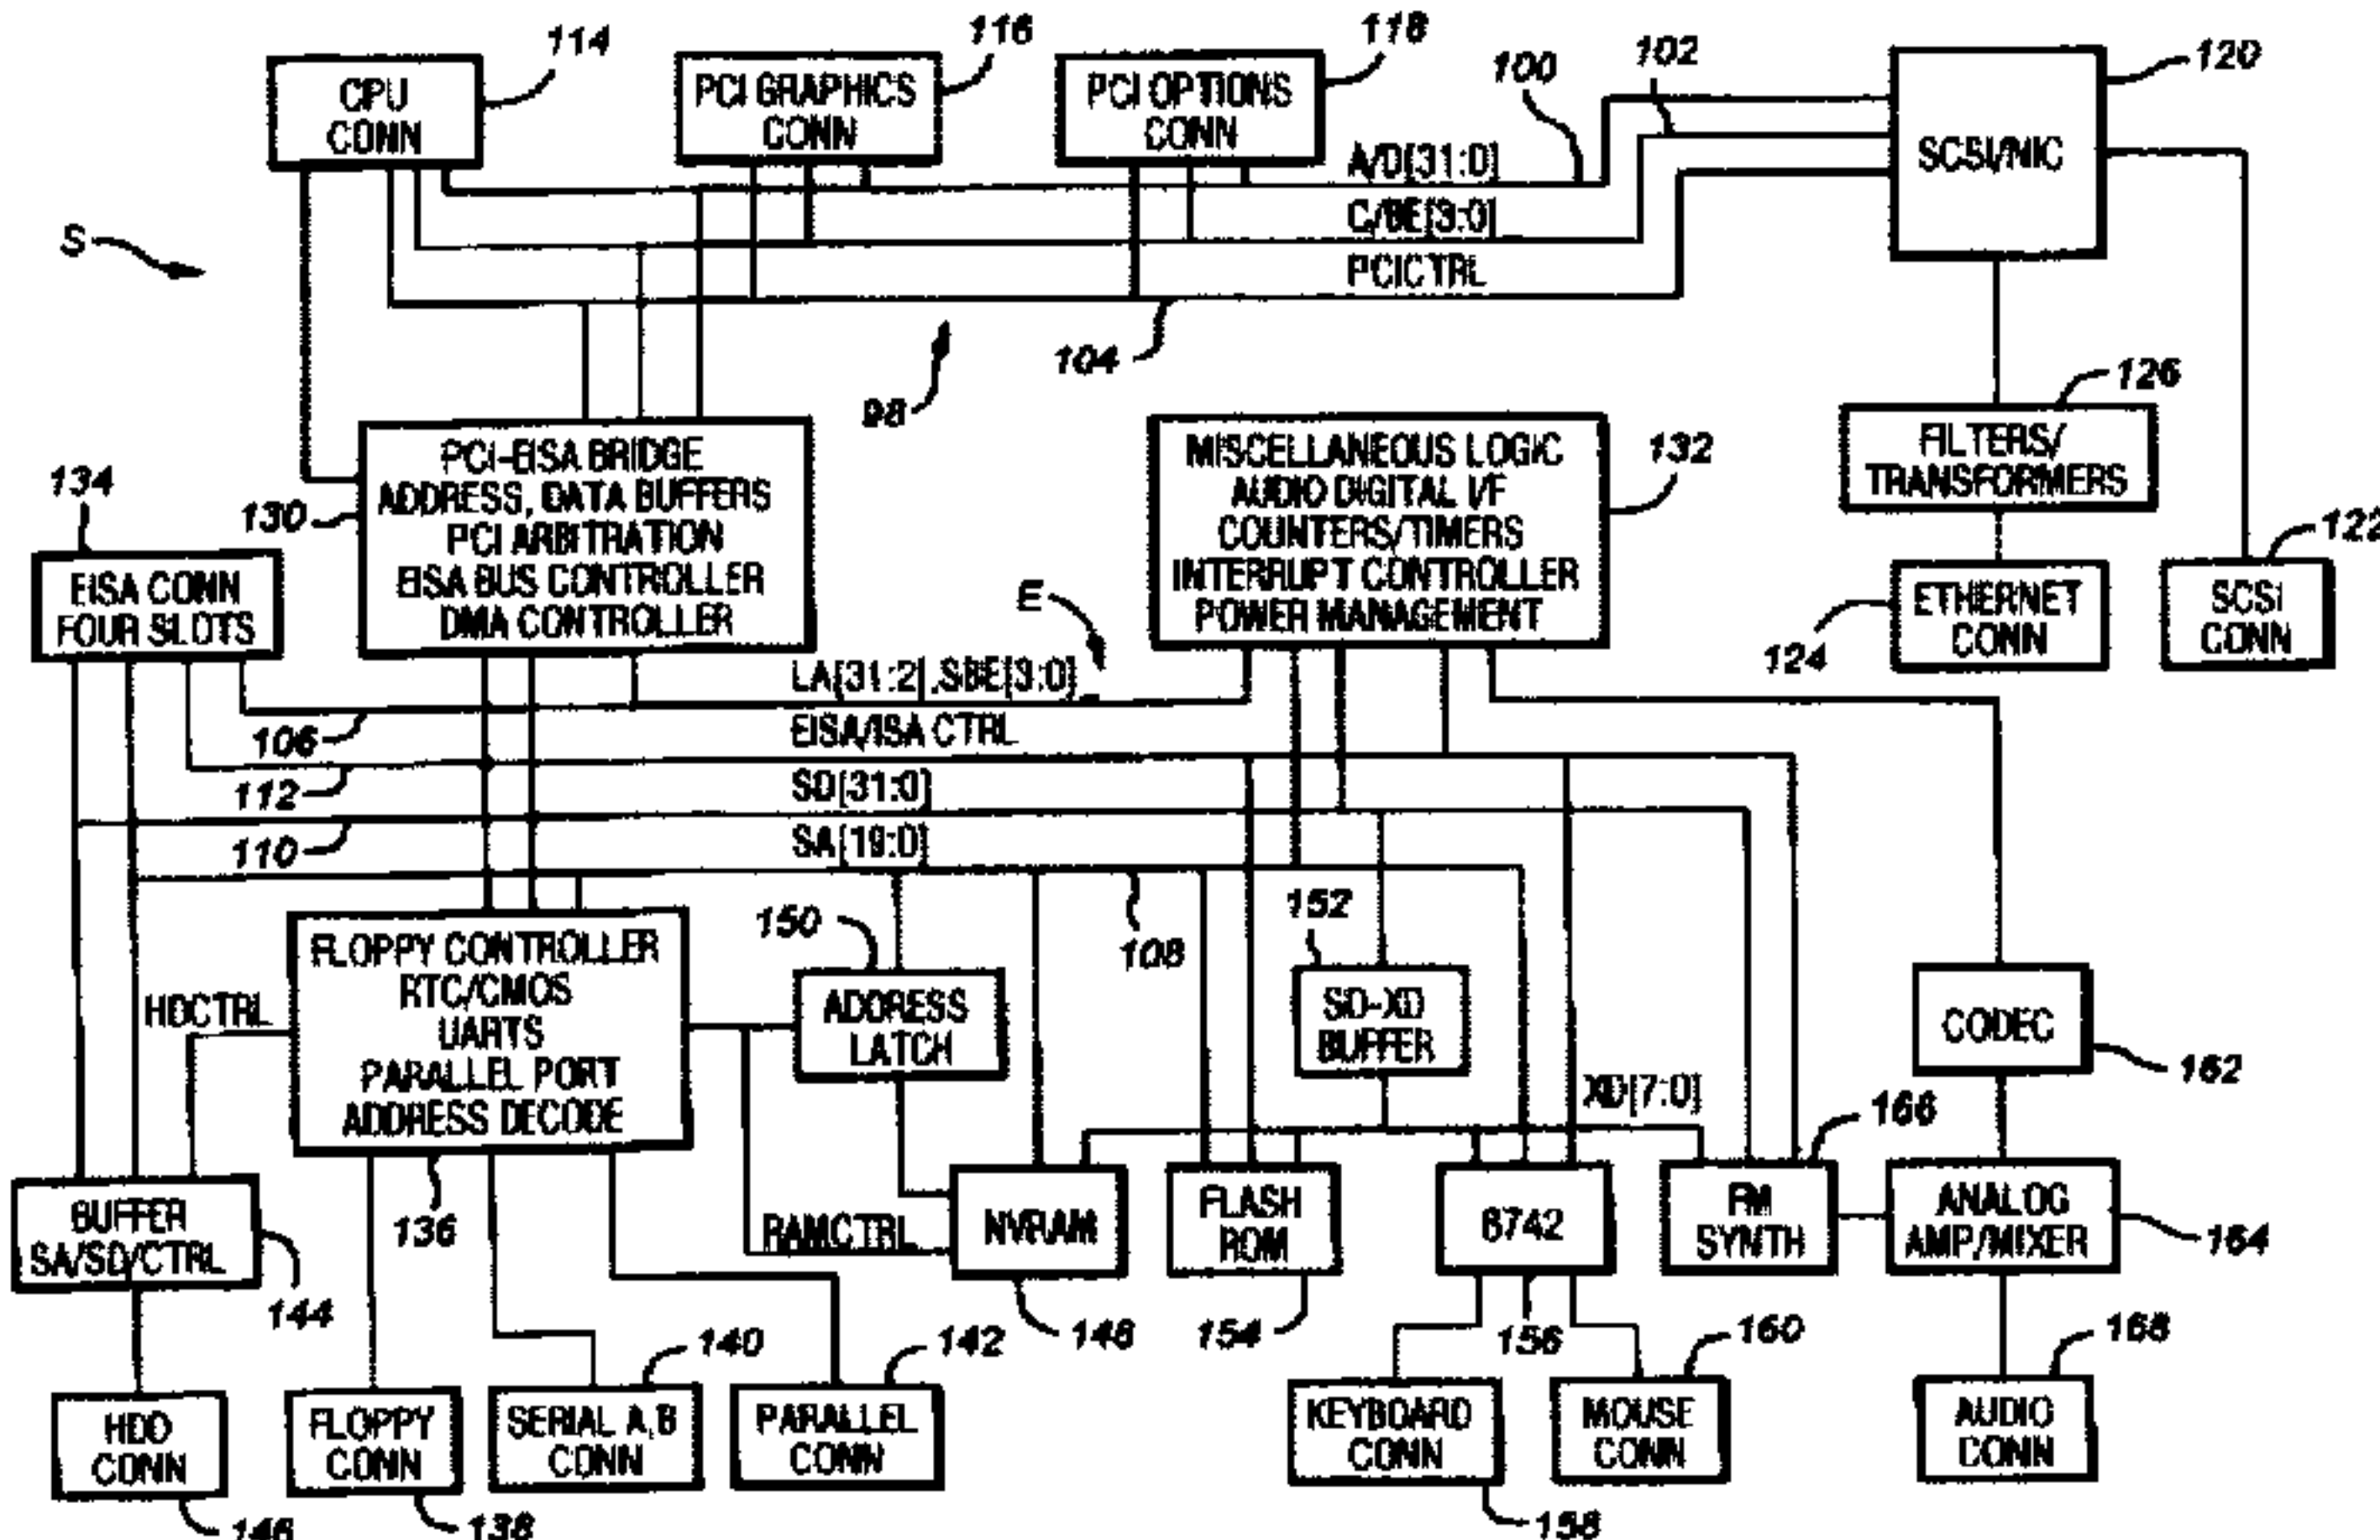 114
116
118
120
CPU
CONN
PCI GRAPHICS
CONN
PCI OPTIONS
CONN
100
102
SCSI/NIC
A/D[31:0]
C/BE[3:0]
PCICTRL
S
98
104
126
134
130
PCI-EISA BRIDGE
ADDRESS, DATA BUFFERS
PCI ARBITRATION
EISA BUS CONTROLLER
DMA CONTROLLER
MISCELLANEOUS LOGIC
AUDIO DIGITAL I/F
COUNTERS/TIMERS
INTERRUPT CONTROLLER
POWER MANAGEMENT
132
FILTERS/
TRANSFORMERS
122
EISA CONN
FOUR SLOTS
E
124
ETHERNET
CONN
SCSI
CONN
LA[31:2],SBE[3:0]
106
EISA/ISA CTRL
112
SD[31:0]
110
SA[19:0]
150
152
108
FLOPPY CONTROLLER
RTC/CMOS
UARTS
PARALLEL PORT
ADDRESS DECODE
HDCTRL
ADDRESS
LATCH
SD-XD
BUFFER
CODEC
162
XD[7:0]
166
BUFFER
SA/SD/CTRL
144
136
RAMCTRL
NVRAM
148
FLASH
ROM
154
8742
156
FM
SYNTH
ANALOG
AMP/MIXER
164
140
142
160
168
HDD
CONN
146
FLOPPY
CONN
138
SERIAL A,B
CONN
PARALLEL
CONN
KEYBOARD
CONN
158
MOUSE
CONN
AUDIO
CONN